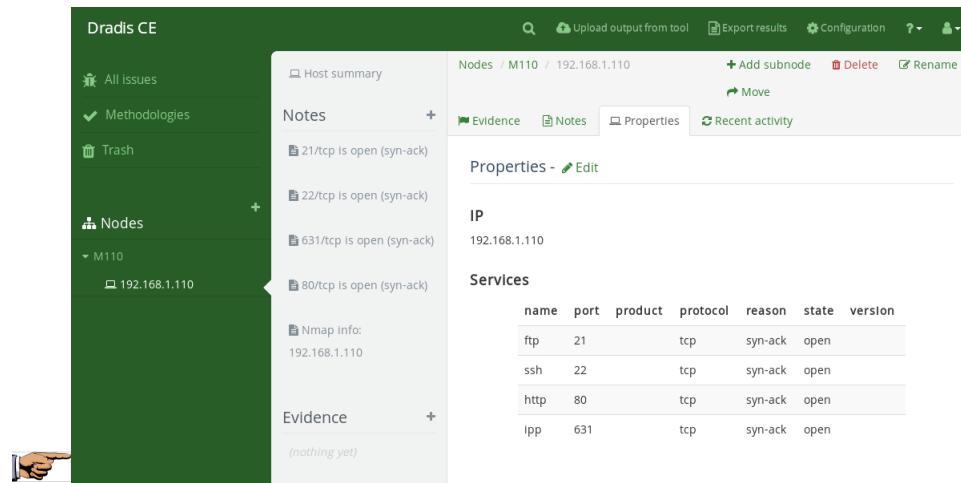 Dradis CE
Upload output from tool
Export results
Configuration
?
All issues
Methodologies
Trash
Nodes
M110
192.168.1.110
Host summary
Notes
21/tcp is open (syn-ack)
22/tcp is open (syn-ack)
631/tcp is open (syn-ack)
80/tcp is open (syn-ack)
Nmap info:
192.168.1.110
Evidence
(nothing yet)
Nodes / M110 / 192.168.1.110
Add subnode
Delete
Rename
Move
Evidence
Notes
Properties
Recent activity
Properties - Edit
IP
192.168.1.110
Services
name port product protocol reason state version
ftp 21 tcp syn-ack open
ssh 22 tcp syn-ack open
http 80 tcp syn-ack open
ipp 631 tcp syn-ack open